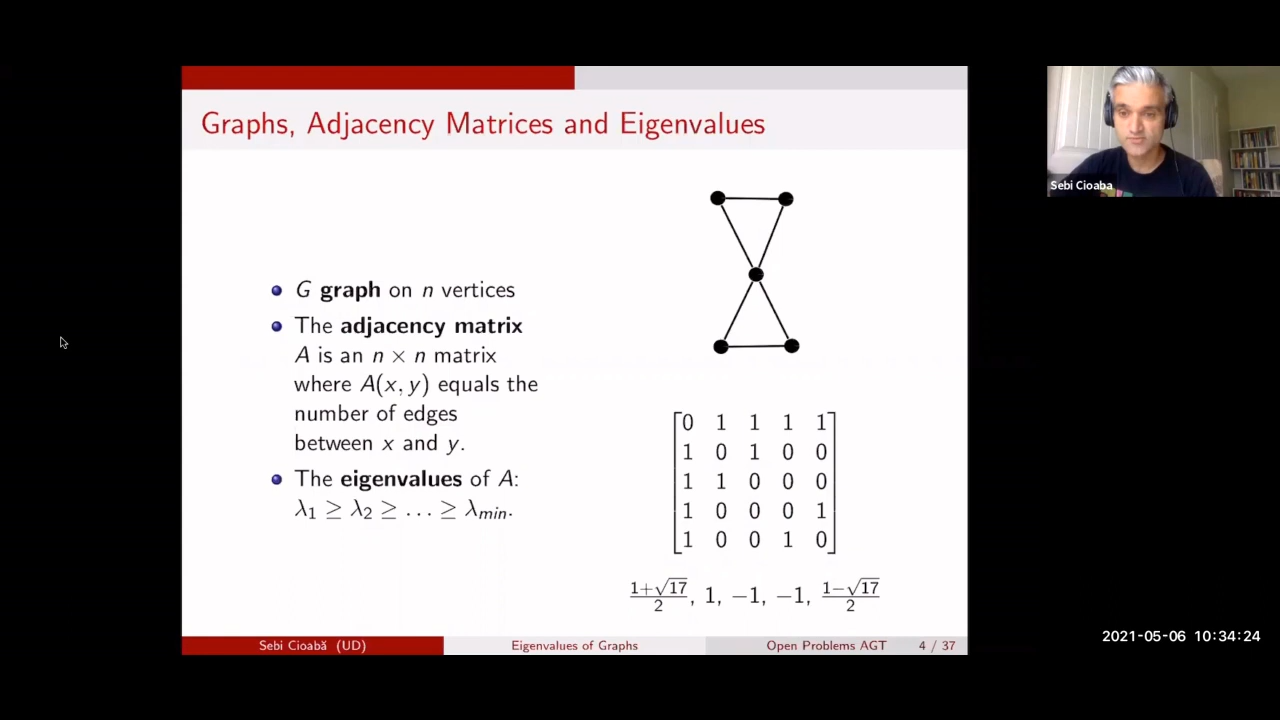 Graphs, Adjacency Matrices and Eigenvalues
G graph on n vertices
The adjacency matrix
A is an n × n matrix
where A(x, y) equals the
number of edges
between x and y.
The eigenvalues of A:
λ₁ ≥ λ₂ ≥ … ≥ λmin.
0 1 1 1 1
1 0 1 0 0
1 1 0 0 0
1 0 0 0 1
1 0 0 1 0
(1+√17)/2, 1, −1, −1, (1−√17)/2
Sebi Cioabă (UD) Eigenvalues of Graphs Open Problems AGT 4 / 37
Sebi Cioaba
2021-05-06 10:34:24